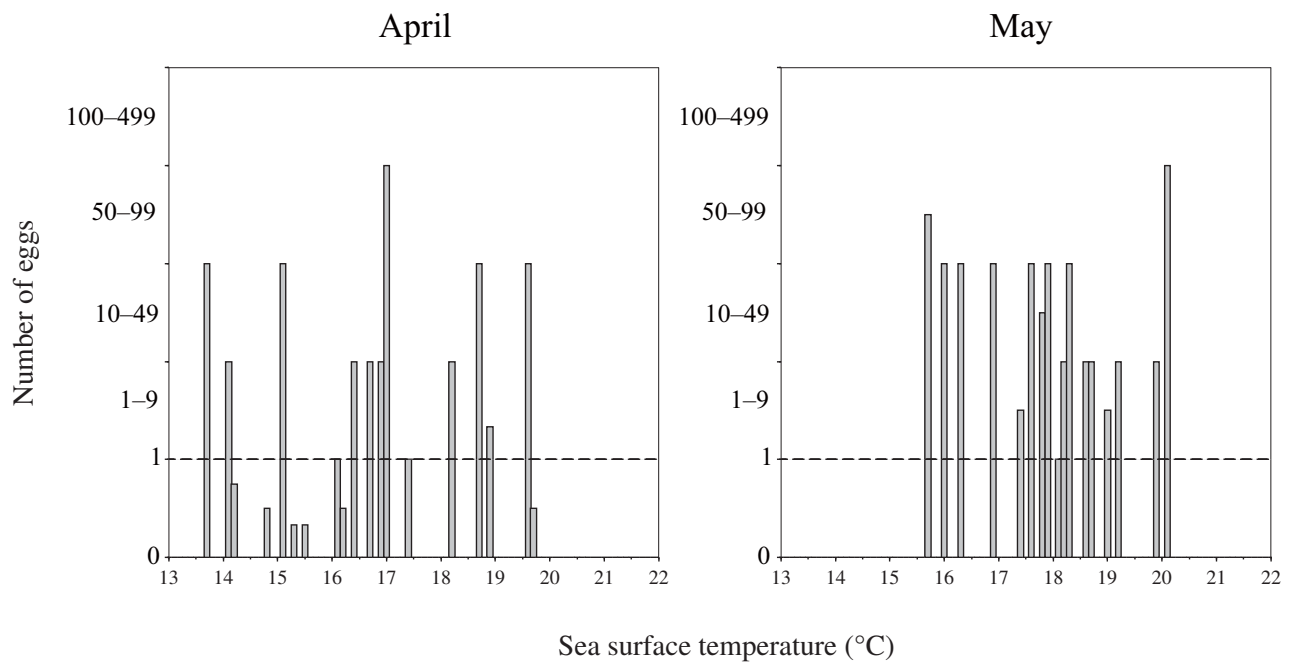 April
May
Number of eggs
100–499
50–99
10–49
1–9
1
0
13 14 15 16 17 18 19 20 21 22
100–499
50–99
10–49
1–9
1
0
13 14 15 16 17 18 19 20 21 22
Sea surface temperature (°C)